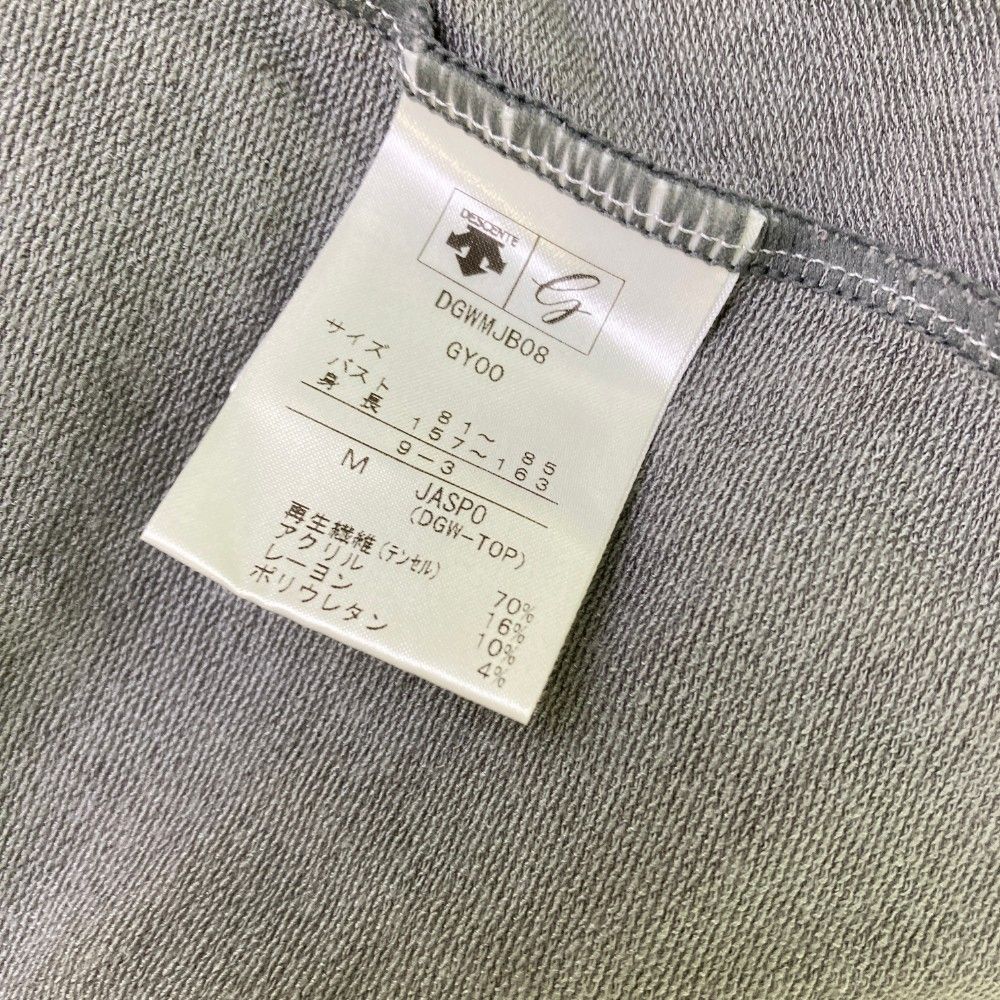 DESCENTE
G
DGWMJB08
GY00
サイズ
バスト 81～ 85
身 長 157～163
9-3
M JASPO
(DGW-TOP)
再生繊維(テンセル) 70%
アクリル 16%
レーヨン 10%
ポリウレタン 4%